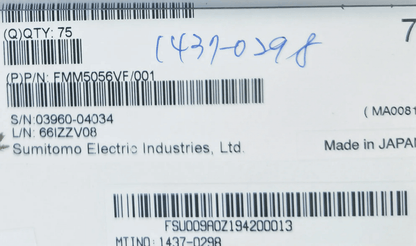 (Q)QTY: 75
1437-0298
7
(P)P/N: FMM5056VF/001
S/N:03960-04034
(MA0081
L/N: 66IZZV08
Sumitomo Electric Industries, Ltd.
Made in JAPAN
FSU009A0Z194200013
MTINO: 1437-0298